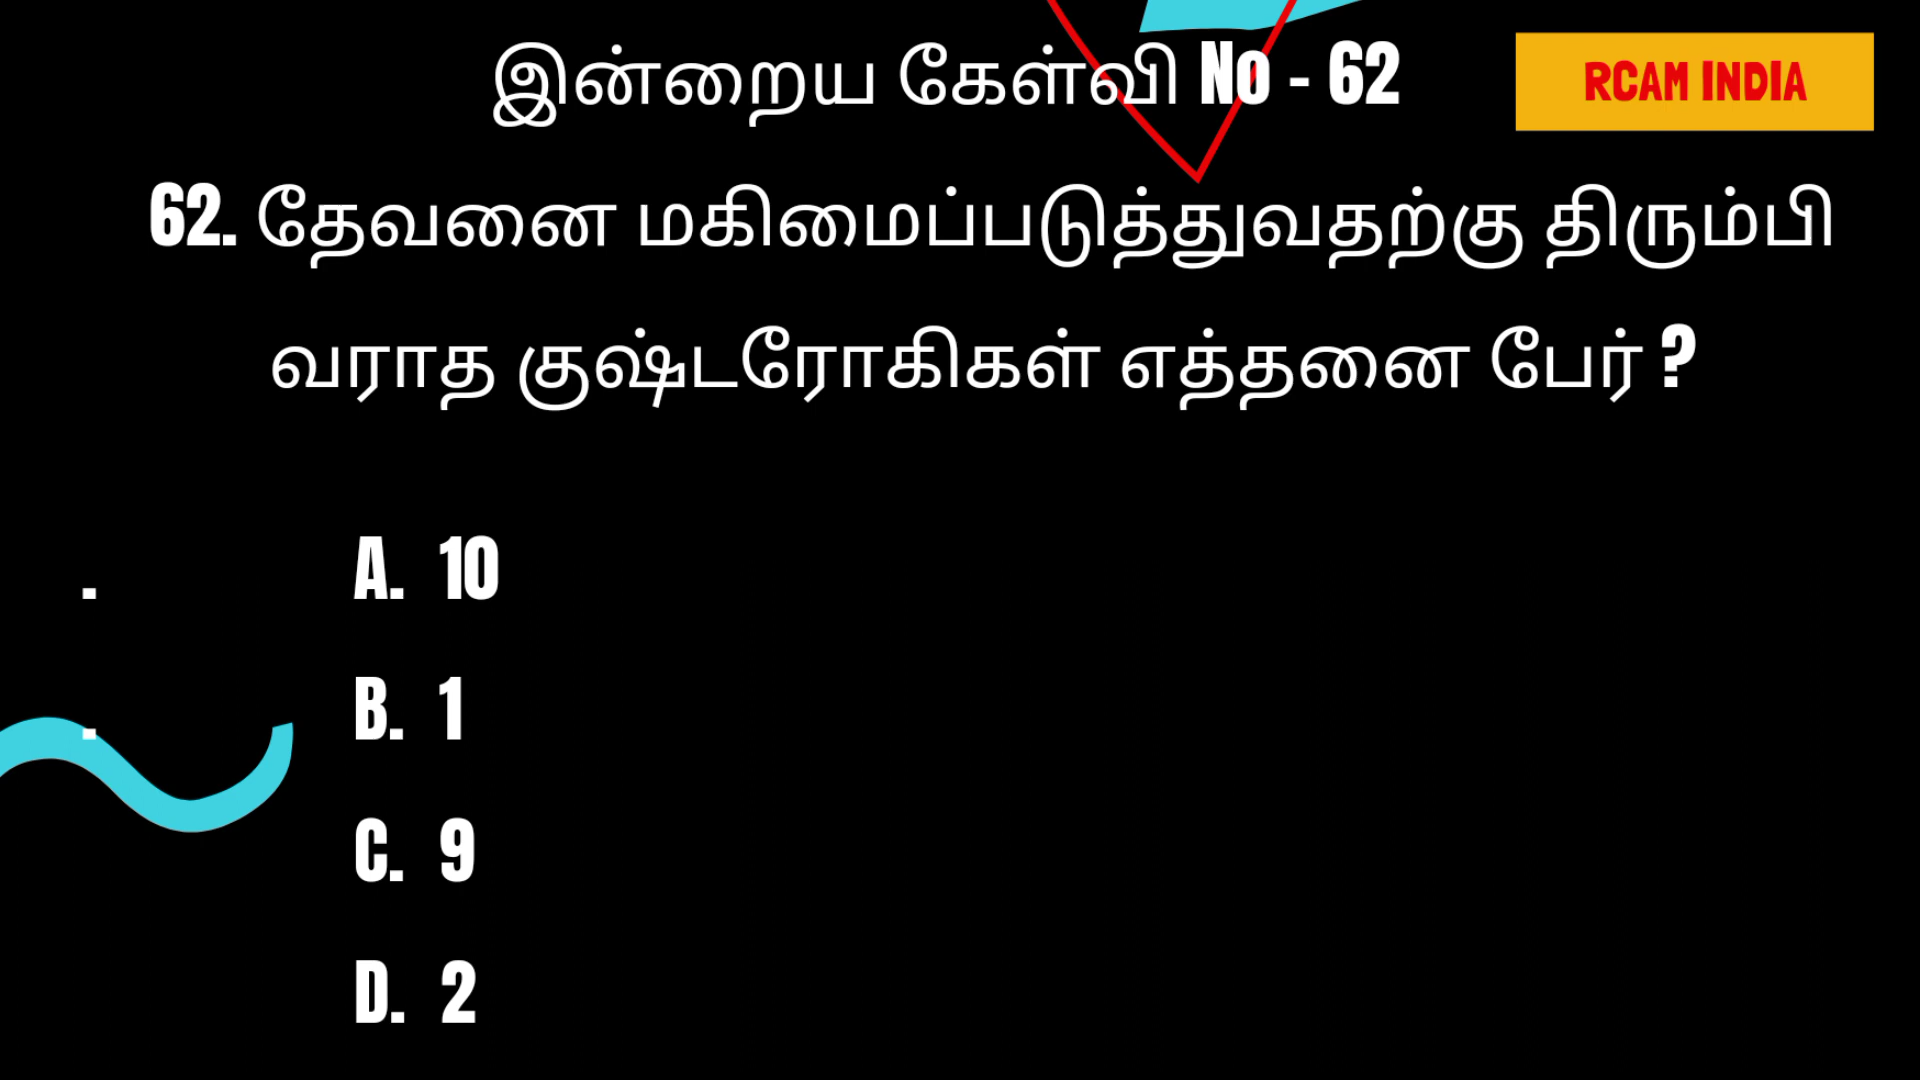 இன்றைய கேள்வி No - 62
RCAM INDIA
62. தேவனை மகிமைப்படுத்துவதற்கு திரும்பி
வராத குஷ்டரோகிகள் எத்தனை பேர் ?
. A. 10
. B. 1
C. 9
D. 2